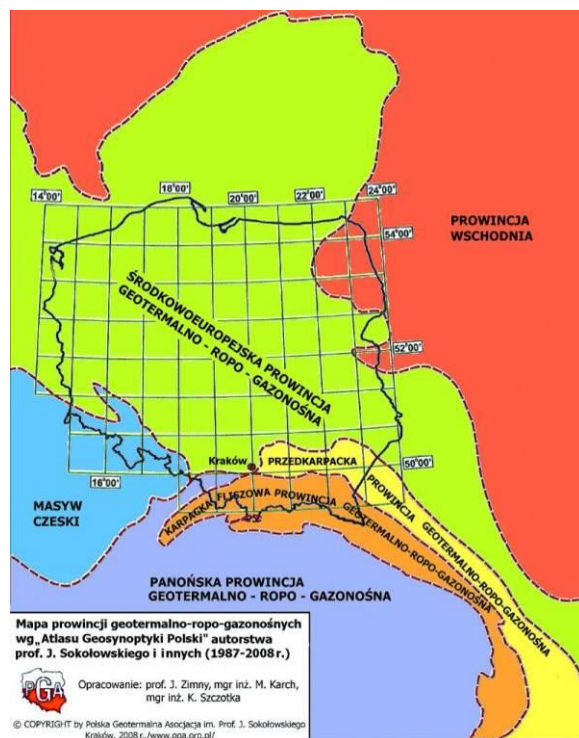 14°00'
18°00'
20°00'
22°00'
24°00'
54°00'
PROWINCJA
WSCHODNIA
ŚRODKOWOEUROPEJSKA PROWINCJA
GEOTERMALNO - ROPO - GAZONOŚNA
52°00'
Kraków
PRZEDKARPACKA
PROWINCJA GEOTERMALNO-ROPO-GAZONOŚNA
50°00'
16°00'
MASYW
CZESKI
KARPACKA FLISZOWA PROWINCJA GEOTERMALNO-ROPO-GAZONOŚNA
PANOŃSKA PROWINCJA
GEOTERMALNO - ROPO - GAZONOŚNA
Mapa prowincji geotermalno-ropo-gazonośnych
wg „Atlasu Geosynoptyki Polski" autorstwa
prof. J. Sokołowskiego i innych (1987-2008 r.)
PGA
Opracowanie: prof. J. Zimny, mgr inż. M. Karch,
mgr inż. K. Szczotka
© COPYRIGHT by Polska Geotermalna Asocjacja im. Prof. J. Sokołowskiego
Kraków, 2008 r./www.pga.org.pl/